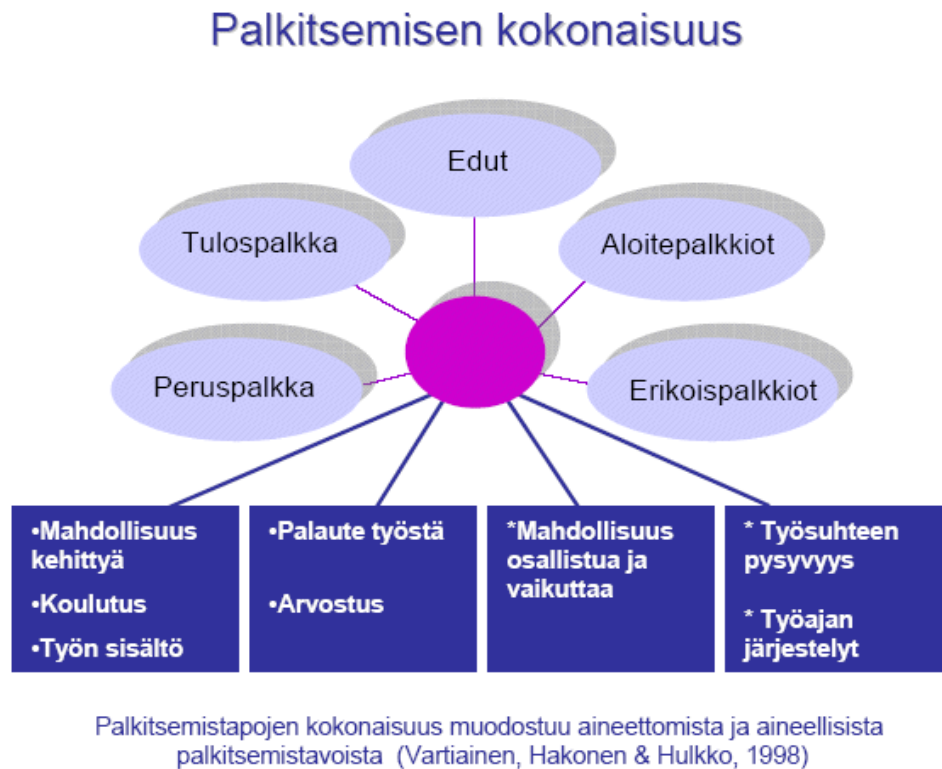 Palkitsemisen kokonaisuus
Edut
Tulospalkka
Aloitepalkkiot
Peruspalkka
Erikoispalkkiot
•Mahdollisuus
kehittyä
•Koulutus
•Työn sisältö
•Palaute työstä
•Arvostus
*Mahdollisuus
osallistua ja
vaikuttaa
* Työsuhteen
pysyvyys
* Työajan
järjestelyt
Palkitsemistapojen kokonaisuus muodostuu aineettomista ja aineellisista
palkitsemistavoista (Vartiainen, Hakonen & Hulkko, 1998)